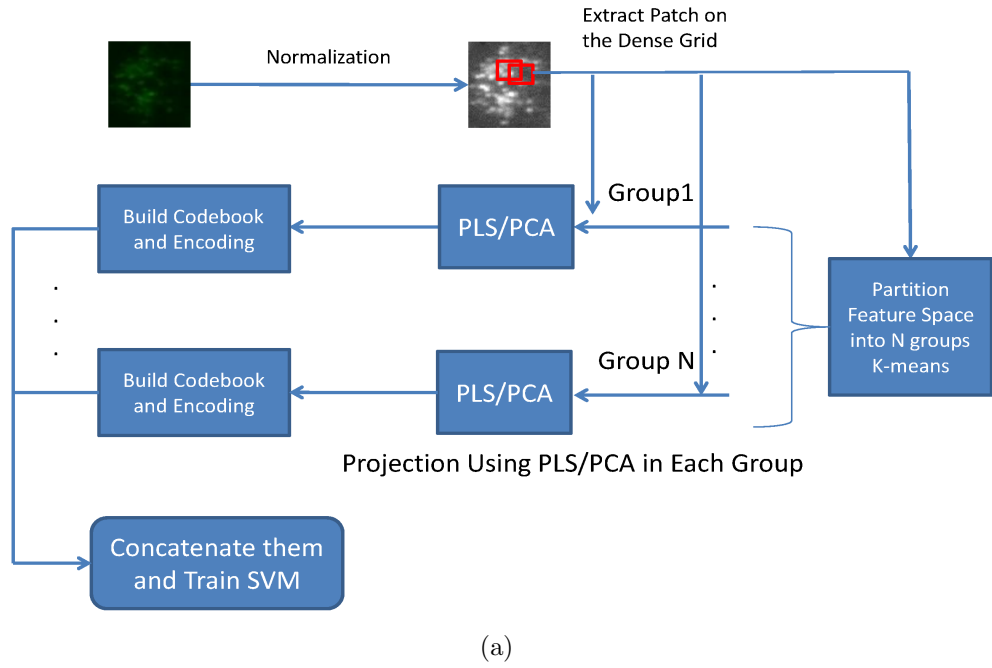 Extract Patch on
the Dense Grid
Normalization
Group1
Build Codebook
and Encoding
PLS/PCA
.
.
.
.
.
.
Partition
Feature Space
into N groups
K-means
Group N
Build Codebook
and Encoding
PLS/PCA
Projection Using PLS/PCA in Each Group
Concatenate them
and Train SVM
(a)